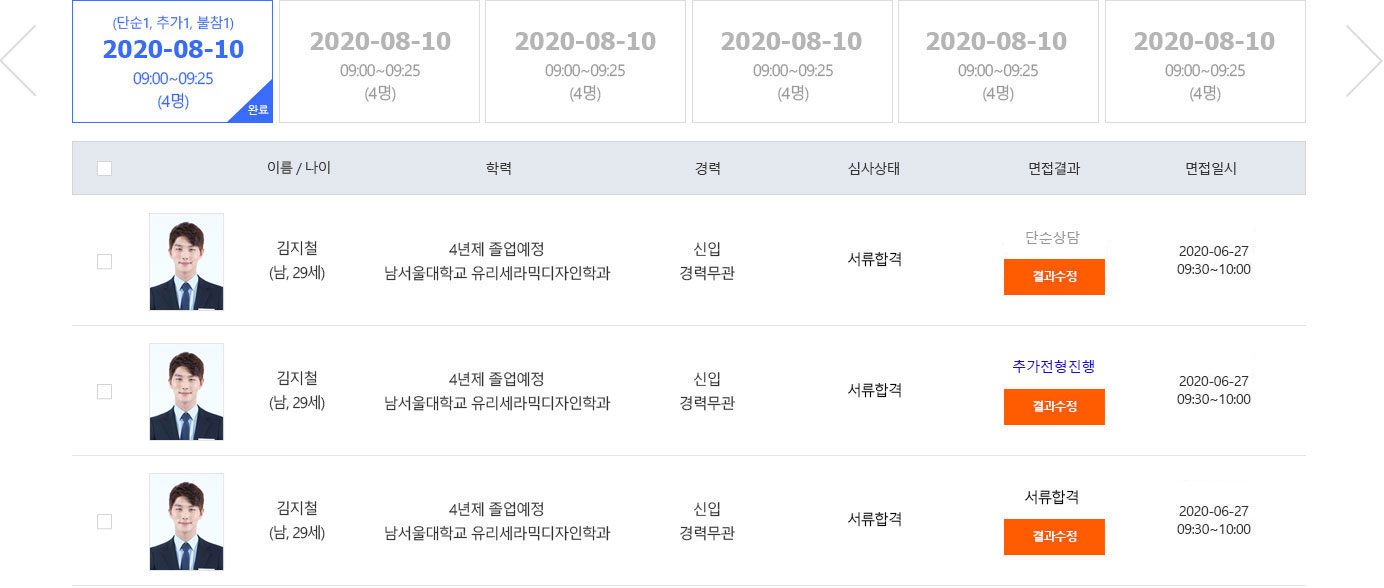 (단순1, 추가1, 불참1)
2020-08-10
09:00~09:25
(4명)
완료
2020-08-10
09:00~09:25
(4명)
2020-08-10
09:00~09:25
(4명)
2020-08-10
09:00~09:25
(4명)
2020-08-10
09:00~09:25
(4명)
2020-08-10
09:00~09:25
(4명)
이름 / 나이 학력 경력 심사상태 면접결과 면접일시
김지철
(남, 29세)
4년제 졸업예정
남서울대학교 유리세라믹디자인학과
신입
경력무관
서류합격
단순상담
결과수정
2020-06-27
09:30~10:00
김지철
(남, 29세)
4년제 졸업예정
남서울대학교 유리세라믹디자인학과
신입
경력무관
서류합격
추가전형진행
결과수정
2020-06-27
09:30~10:00
김지철
(남, 29세)
4년제 졸업예정
남서울대학교 유리세라믹디자인학과
신입
경력무관
서류합격
서류합격
결과수정
2020-06-27
09:30~10:00